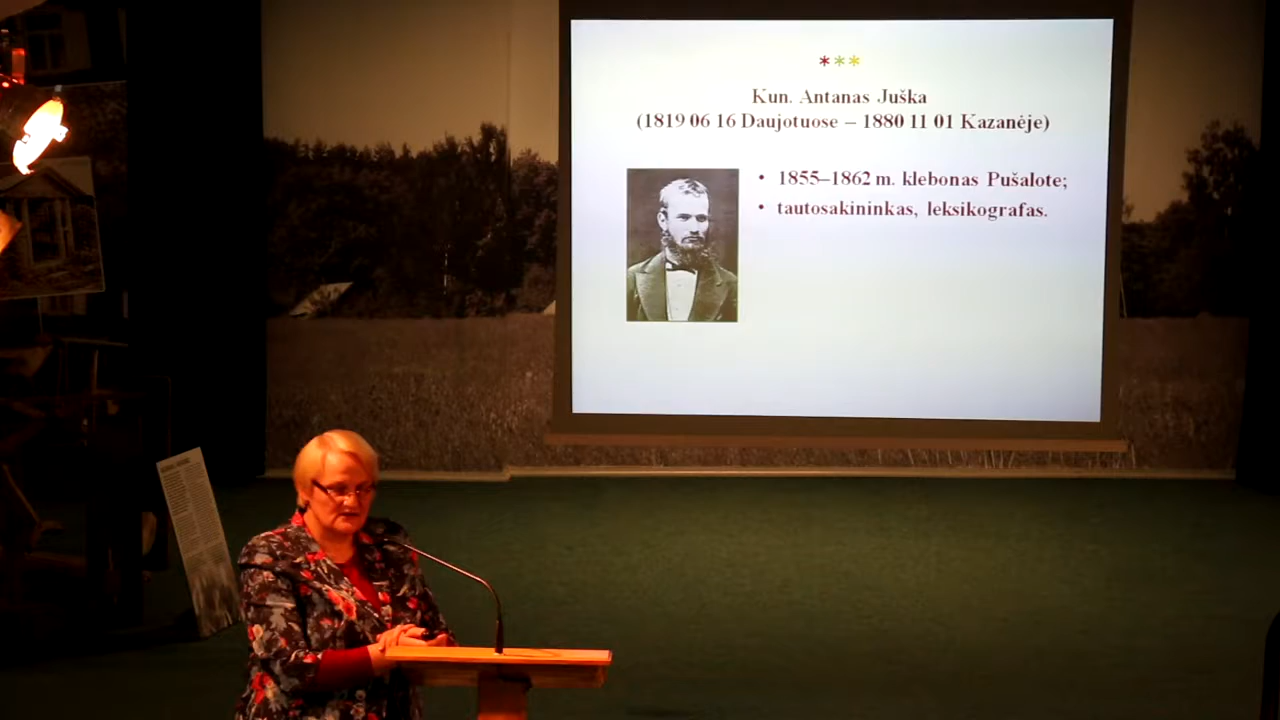 ***
Kun. Antanas Juška
(1819 06 16 Daujotuose – 1880 11 01 Kazanėje)
• 1855–1862 m. klebonas Pušalote;
• tautosakininkas, leksikografas.